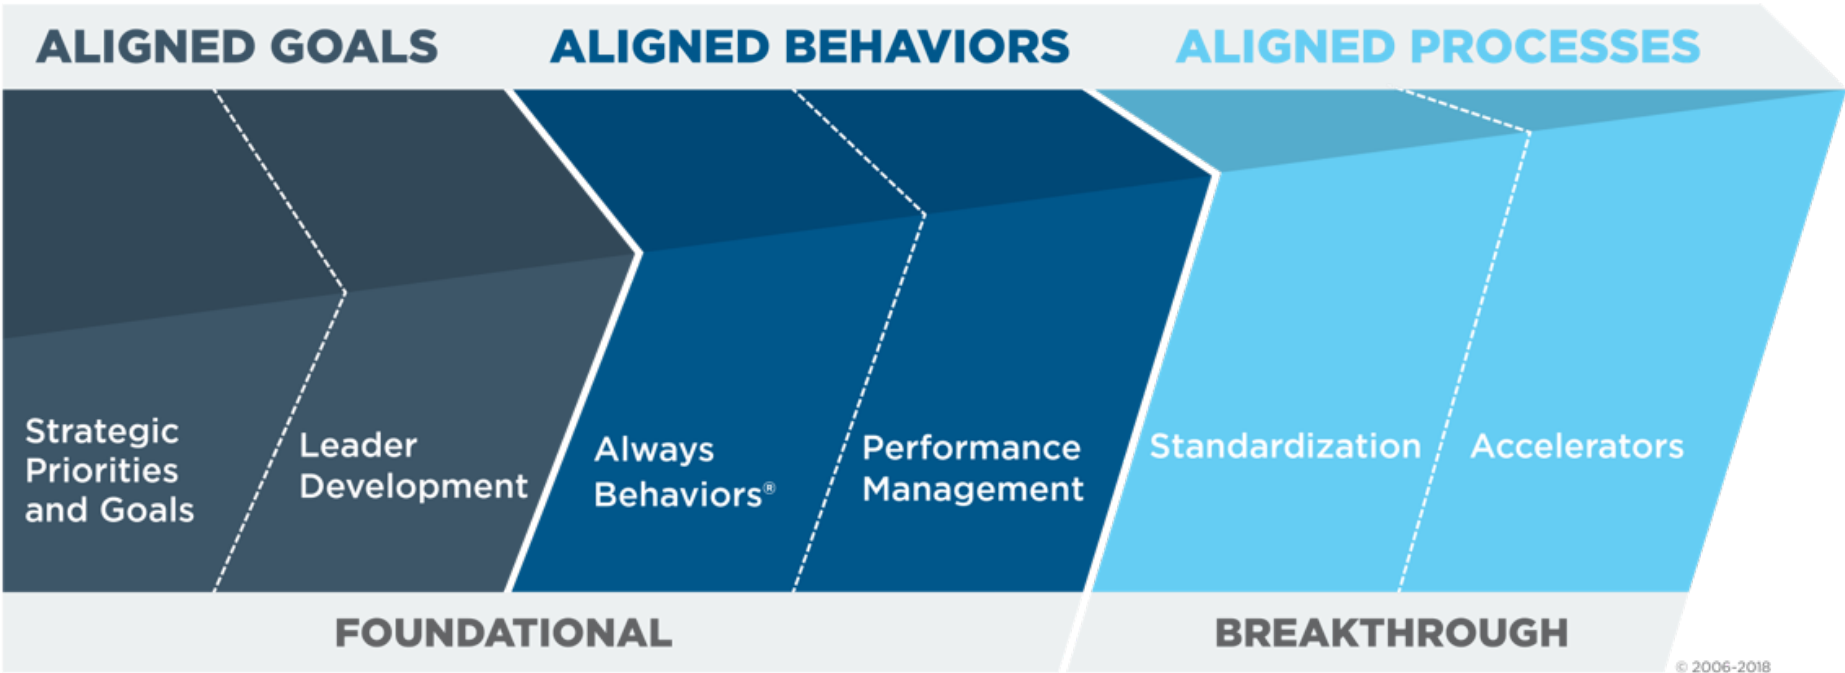 ALIGNED GOALS
ALIGNED BEHAVIORS
ALIGNED PROCESSES
Strategic
Priorities
and Goals
Leader
Development
Always
Behaviors®
Performance
Management
Standardization
Accelerators
FOUNDATIONAL
BREAKTHROUGH
© 2006-2018